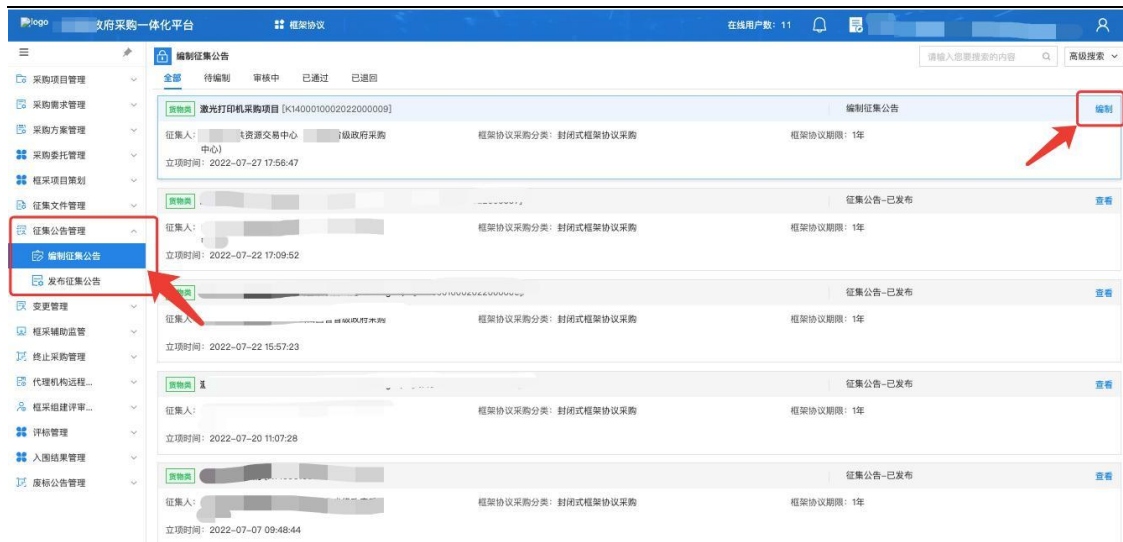 logo 政府采购一体化平台 框架协议 在线用户数：11
编制征集公告 请输入您要搜索的内容 高级搜索
全部 待编制 审核中 已通过 已退回
采购项目管理
采购需求管理
采购方案管理
采购委托管理
框采项目策划
征集文件管理
征集公告管理
编制征集公告
发布征集公告
变更管理
框采辅助监管
终止采购管理
代理机构远程...
框采组建评审...
评标管理
入围结果管理
废标公告管理
货物类 激光打印机采购项目 [K1400010002022000009] 编制征集公告 编制
征集人： 共资源交易中心 省级政府采购 框架协议采购分类：封闭式框架协议采购 框架协议期限：1年
中心)
立项时间：2022-07-27 17:56:47
货物类 征集公告-已发布 查看
征集人： 框架协议采购分类：封闭式框架协议采购 框架协议期限：1年
立项时间：2022-07-22 17:09:52
物类 征集公告-已发布 查看
征集人 省级政府采购 框架协议采购分类：封闭式框架协议采购 框架协议期限：1年
立项时间：2022-07-22 15:57:23
货物类 征集公告-已发布 查看
征集人： 框架协议采购分类：封闭式框架协议采购 框架协议期限：1年
立项时间：2022-07-20 11:07:28
货物类 征集公告-已发布 查看
征集人： 框架协议采购分类：封闭式框架协议采购 框架协议期限：1年
立项时间：2022-07-07 09:48:44